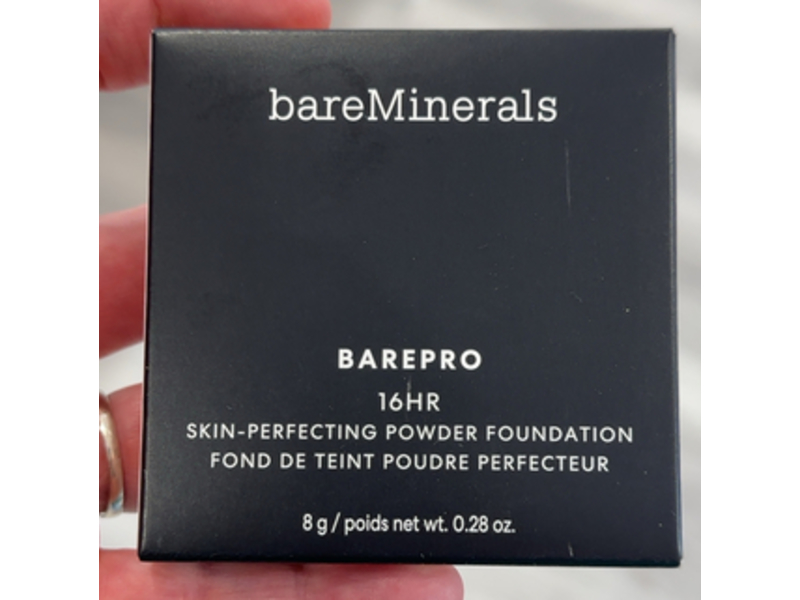 bareMinerals
BAREPRO
16HR
SKIN-PERFECTING POWDER FOUNDATION
FOND DE TEINT POUDRE PERFECTEUR
8 g / poids net wt. 0.28 oz.